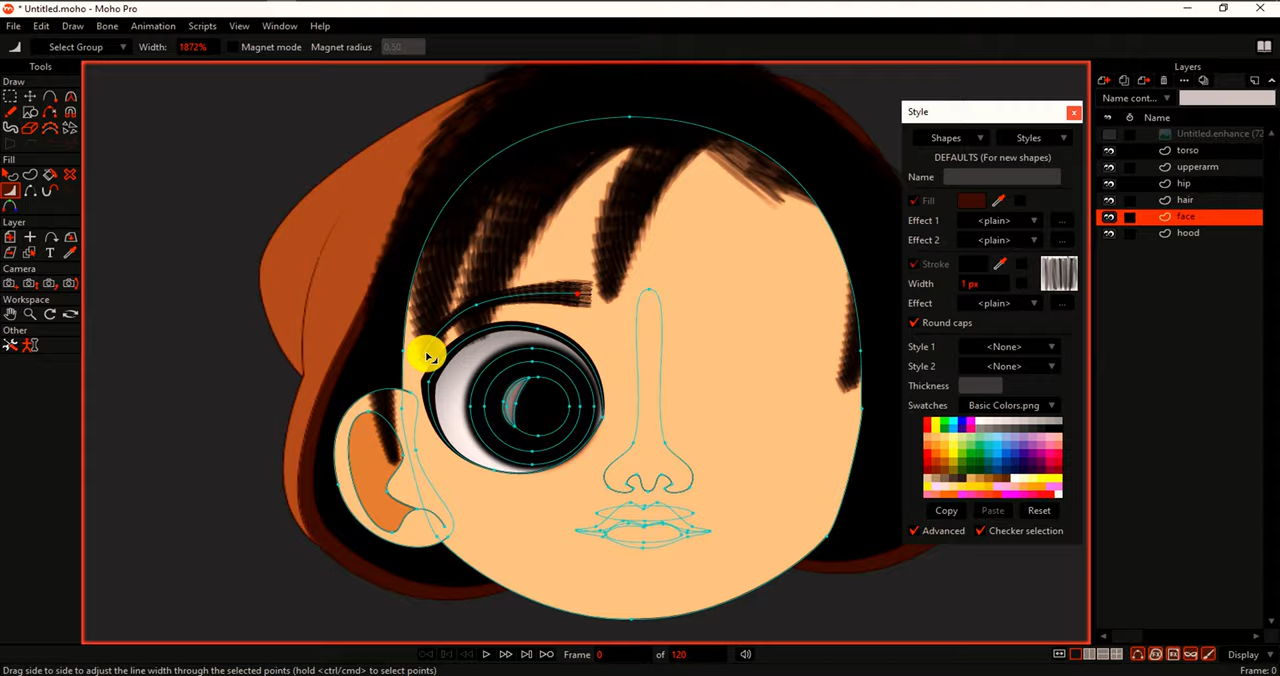 * Untitled.moho - Moho Pro
File Edit Draw Bone Animation Scripts View Window Help
Select Group Width: 1872% Magnet mode Magnet radius 0.50
Tools
Draw
Fill
Layer
Camera
Workspace
Other
Style
Shapes Styles
DEFAULTS (For new shapes)
Name
Fill
Effect 1 <plain> ...
Effect 2 <plain> ...
Stroke
Width 1 px
Effect <plain> ...
Round caps
Style 1 <None>
Style 2 <None>
Thickness
Swatches Basic Colors.png
Copy Paste Reset
Advanced Checker selection
Layers
Name cont...
Name
Untitled.enhance (72
torso
upperarm
hip
hair
face
hood
Frame 0 of 120
Display
Drag side to side to adjust the line width through the selected points (hold <ctrl/cmd> to select points)
Frame: 0